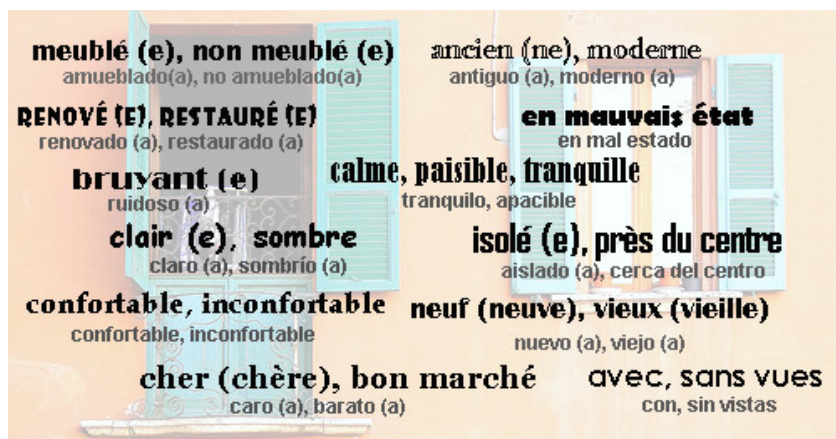 meublé (e), non meublé (e)
amueblado(a), no amueblado(a)
ancien (ne), moderne
antiguo (a), moderno (a)
RENOVÉ (E), RESTAURÉ (E)
renovado (a), restaurado (a)
en mauvais état
en mal estado
bruyant (e)
ruidoso (a)
calme, paisible, tranquille
tranquilo, apacible
clair (e), sombre
claro (a), sombrío (a)
isolé (e), près du centre
aislado (a), cerca del centro
confortable, inconfortable
confortable, inconfortable
neuf (neuve), vieux (vieille)
nuevo (a), viejo (a)
cher (chère), bon marché
caro (a), barato (a)
avec, sans vues
con, sin vistas